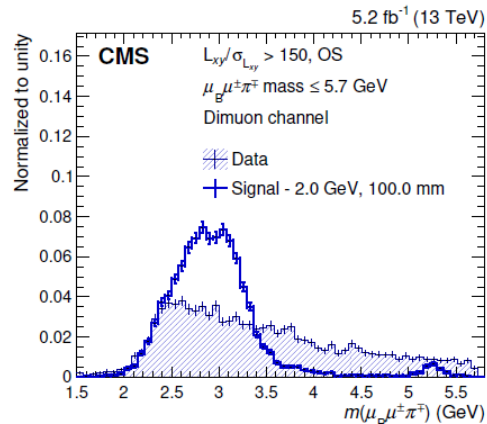 5.2 fb⁻¹ (13 TeV)
CMS
L_xy/σ_L_xy > 150, OS
μ_B μ^± π^∓ mass ≤ 5.7 GeV
Dimuon channel
Data
Signal - 2.0 GeV, 100.0 mm
Normalized to unity
0.16
0.14
0.12
0.1
0.08
0.06
0.04
0.02
0
1.5 2 2.5 3 3.5 4 4.5 5 5.5
m(μ_B μ^± π^∓) (GeV)